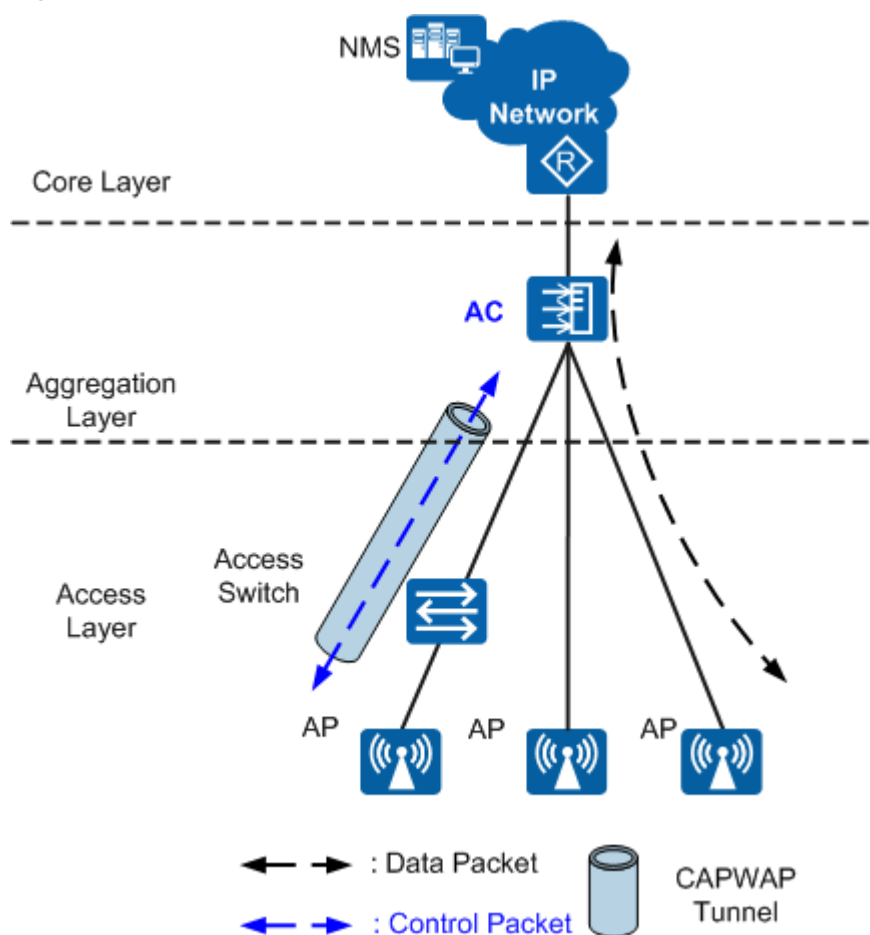 NMS
IP
Network
R
Core Layer
AC
Aggregation
Layer
Access
Switch
Access
Layer
AP
AP
AP
: Data Packet
: Control Packet
CAPWAP
Tunnel